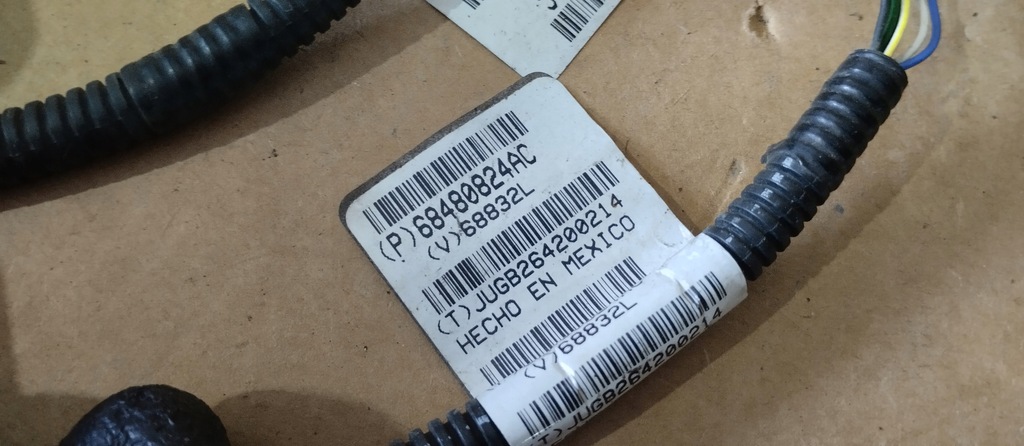 (P)68480824AC
(V)68832L
(T)JUGB264200214
HECHO EN MEXICO
(V)68832L
(T)JUGB264200214